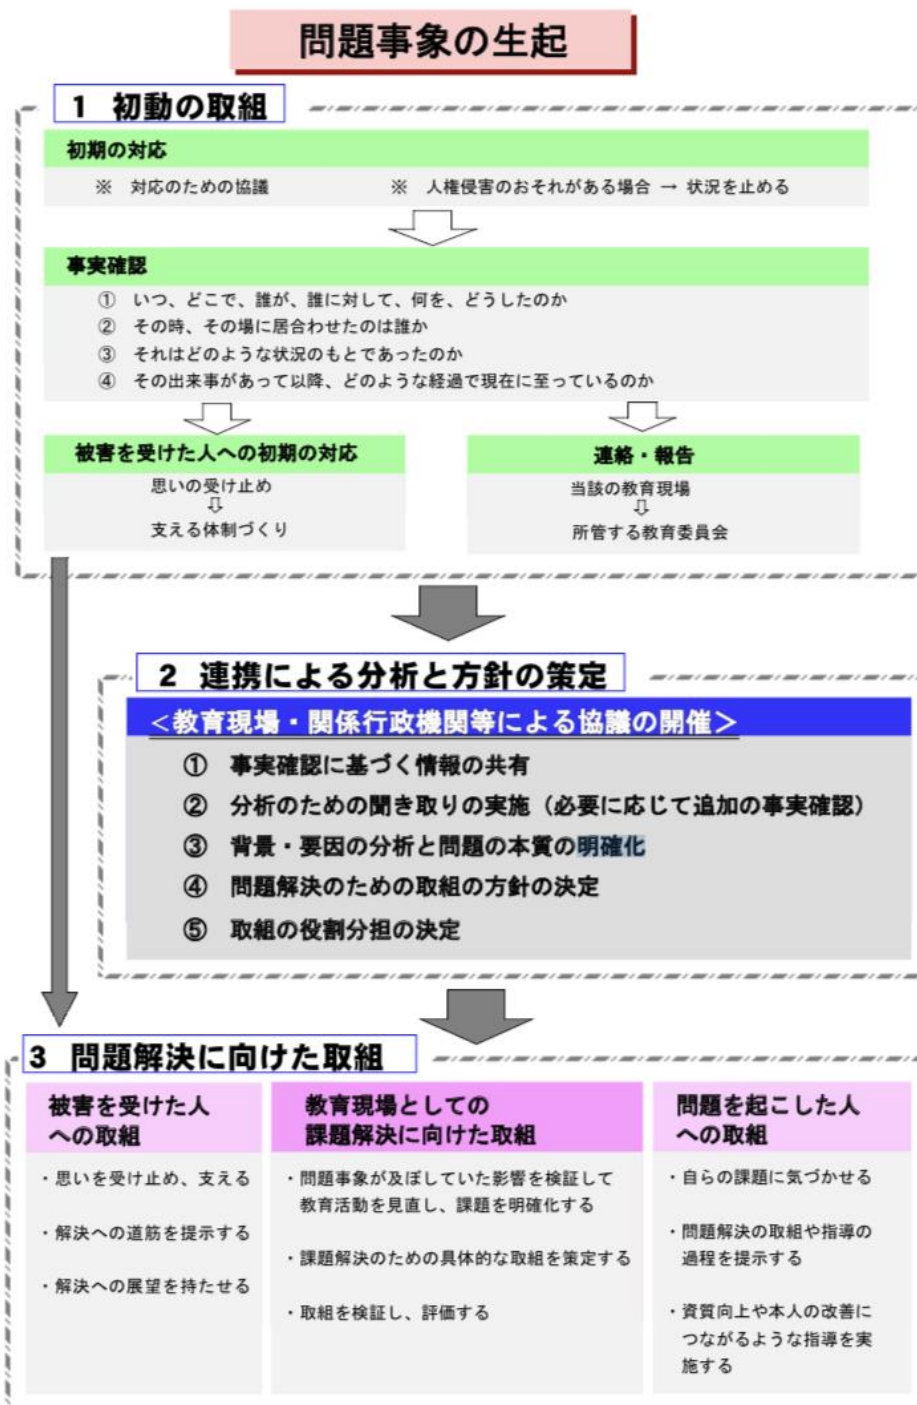 問題事象の生起
1 初動の取組
初期の対応
※ 対応のための協議 ※ 人権侵害のおそれがある場合 → 状況を止める
事実確認
① いつ、どこで、誰が、誰に対して、何を、どうしたのか
② その時、その場に居合わせたのは誰か
③ それはどのような状況のもとであったのか
④ その出来事があって以降、どのような経過で現在に至っているのか
被害を受けた人への初期の対応
思いの受け止め
支える体制づくり
連絡・報告
当該の教育現場
所管する教育委員会
2 連携による分析と方針の策定
＜教育現場・関係行政機関等による協議の開催＞
① 事実確認に基づく情報の共有
② 分析のための聞き取りの実施（必要に応じて追加の事実確認）
③ 背景・要因の分析と問題の本質の明確化
④ 問題解決のための取組の方針の決定
⑤ 取組の役割分担の決定
3 問題解決に向けた取組
被害を受けた人
への取組
・思いを受け止め、支える
・解決への道筋を提示する
・解決への展望を持たせる
教育現場としての
課題解決に向けた取組
・問題事象が及ぼしていた影響を検証して
教育活動を見直し、課題を明確化する
・課題解決のための具体的な取組を策定する
・取組を検証し、評価する
問題を起こした人
への取組
・自らの課題に気づかせる
・問題解決の取組や指導の
過程を提示する
・資質向上や本人の改善に
つながるような指導を実
施する